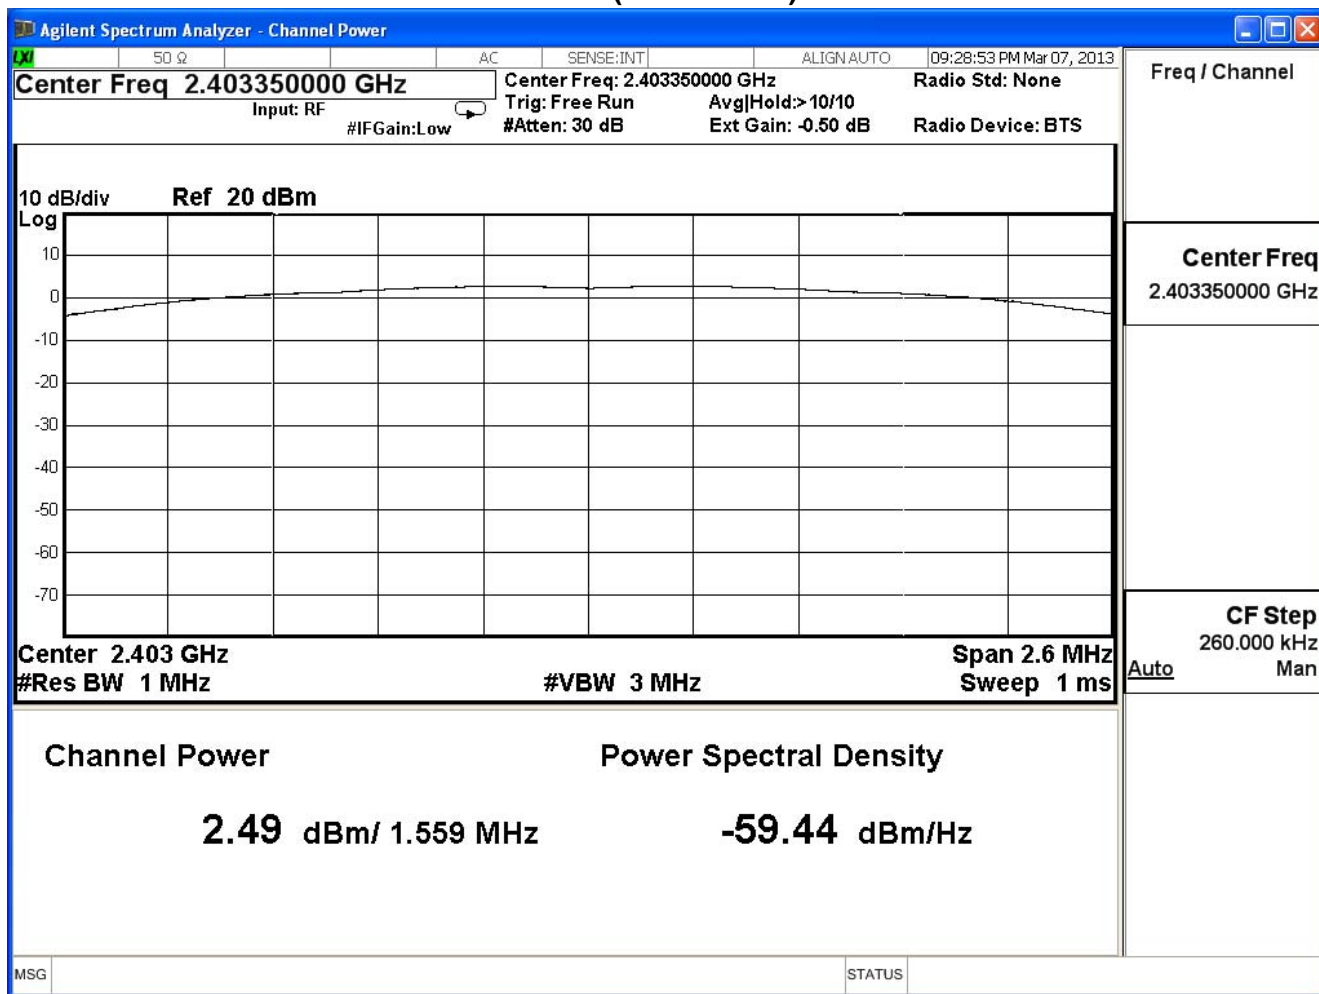 Agilent Spectrum Analyzer - Channel Power
LXI 50 Ω AC SENSE:INT ALIGN AUTO 09:28:53 PM Mar 07, 2013
Center Freq 2.403350000 GHz
Input: RF
#IFGain:Low
Center Freq: 2.403350000 GHz
Trig: Free Run Avg|Hold:> 10/10
#Atten: 30 dB Ext Gain: -0.50 dB
Radio Std: None
Radio Device: BTS
10 dB/div Ref 20 dBm
Log
10
0
-10
-20
-30
-40
-50
-60
-70
Center 2.403 GHz Span 2.6 MHz
#Res BW 1 MHz #VBW 3 MHz Sweep 1 ms
Channel Power Power Spectral Density
2.49 dBm/ 1.559 MHz -59.44 dBm/Hz
MSG STATUS
Freq / Channel
Center Freq
2.403350000 GHz
CF Step
260.000 kHz
Auto Man